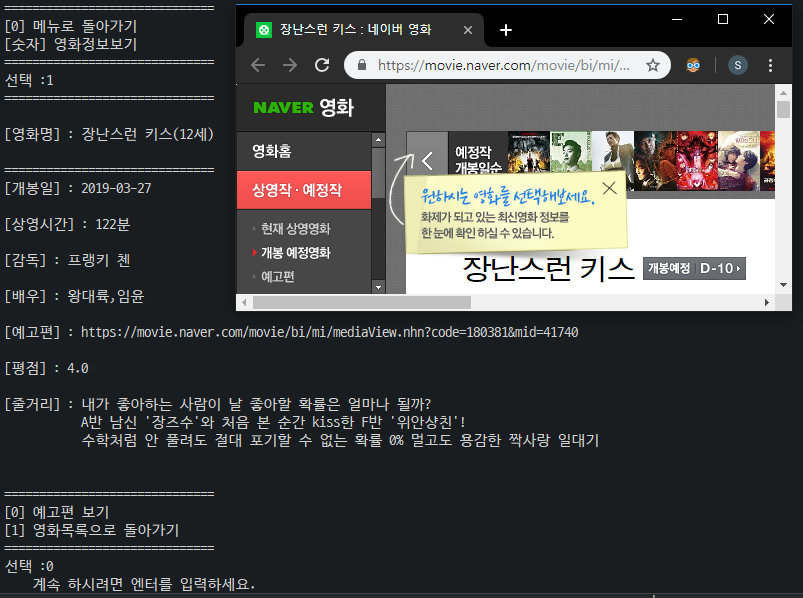 ==============================
[0] 메뉴로 돌아가기
[숫자] 영화정보보기
==============================
선택 :1
==============================
[영화명] : 장난스런 키스(12세)
==============================
[개봉일] : 2019-03-27
[상영시간] : 122분
[감독] : 프랭키 첸
[배우] : 왕대륙,임윤
[예고편] : https://movie.naver.com/movie/bi/mi/mediaView.nhn?code=180381&mid=41740
[평점] : 4.0
[줄거리] : 내가 좋아하는 사람이 날 좋아할 확률은 얼마나 될까?
A반 남신 '장즈수'와 처음 본 순간 kiss한 F반 '위안샹친'!
수학처럼 안 풀려도 절대 포기할 수 없는 확률 0% 멀고도 용감한 짝사랑 일대기
==============================
[0] 예고편 보기
[1] 영화목록으로 돌아가기
==============================
선택 :0
계속 하시려면 엔터를 입력하세요.
장난스런 키스 : 네이버 영화
https://movie.naver.com/movie/bi/mi/...
S
NAVER 영화
영화홈
상영작 · 예정작
현재 상영영화
개봉 예정영화
예고편
예정작
개봉일순
원하시는 영화를 선택해보세요.
화제가 되고 있는 최신영화 정보를
한 눈에 확인 하실 수 있습니다.
장난스런 키스 개봉예정 D-10